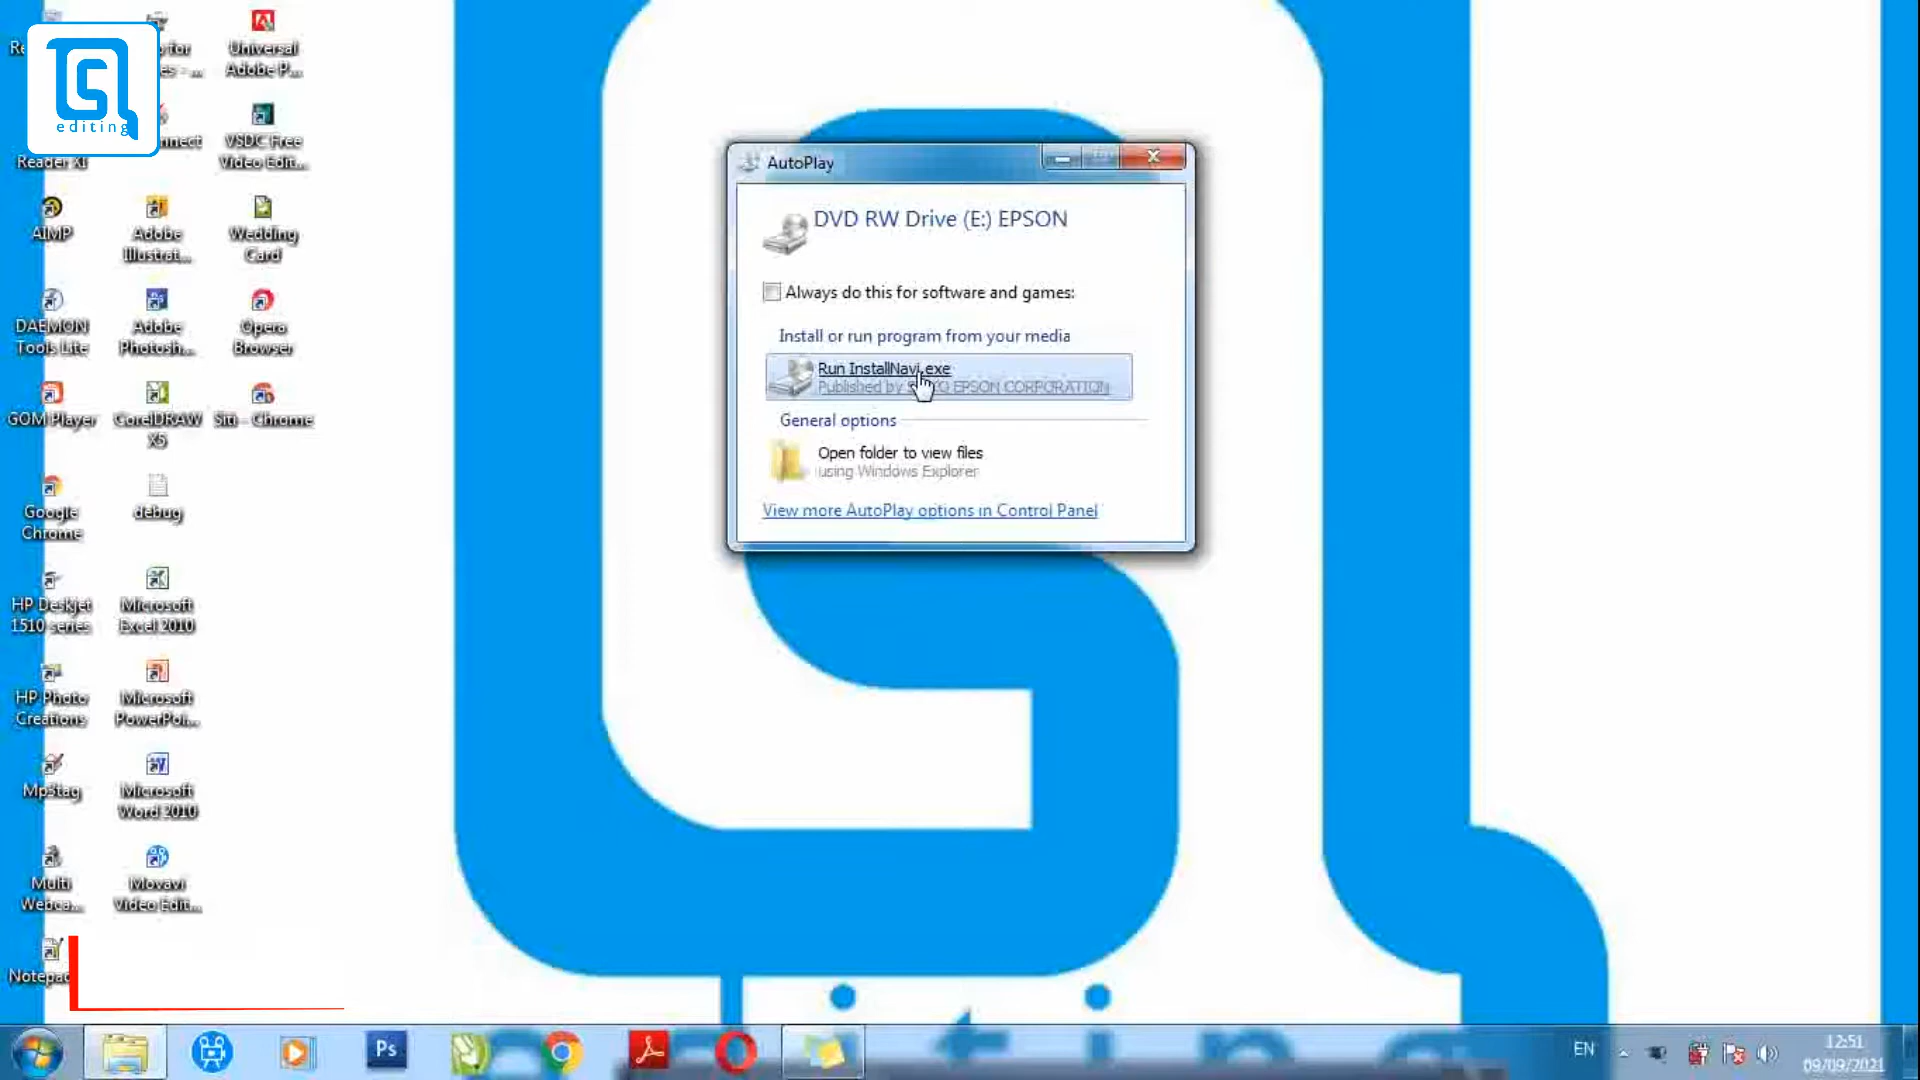 editing
Reader XI
AIMP
DAEMON
Tools Lite
GOM Player
Google
Chrome
HP Deskjet
1510 series
HP Photo
Creations
Mp3tag
Multi
Webca...
Adobe
Illustrat...
Adobe
Photosh...
CorelDRAW
X5
debug
Microsoft
Excel 2010
Microsoft
PowerPoi...
Microsoft
Word 2010
Movavi
Video Edit...
Universal
Adobe P...
VSDC Free
Video Edit...
Wedding
Card
Opera
Browser
Siti - Chrome
AutoPlay
DVD RW Drive (E:) EPSON
Always do this for software and games:
Install or run program from your media
Run InstallNavi.exe
Published by EPSON CORPORATION
General options
Open folder to view files
using Windows Explorer
View more AutoPlay options in Control Panel
Ps
EN
12:51
09/09/2021